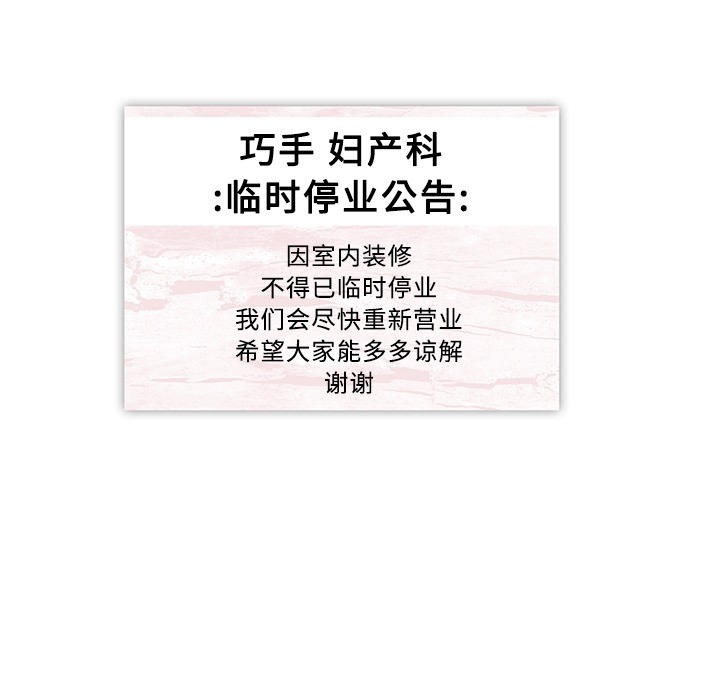 巧手 妇产科
:临时停业公告:
因室内装修
不得已临时停业
我们会尽快重新营业
希望大家能多多谅解
谢谢